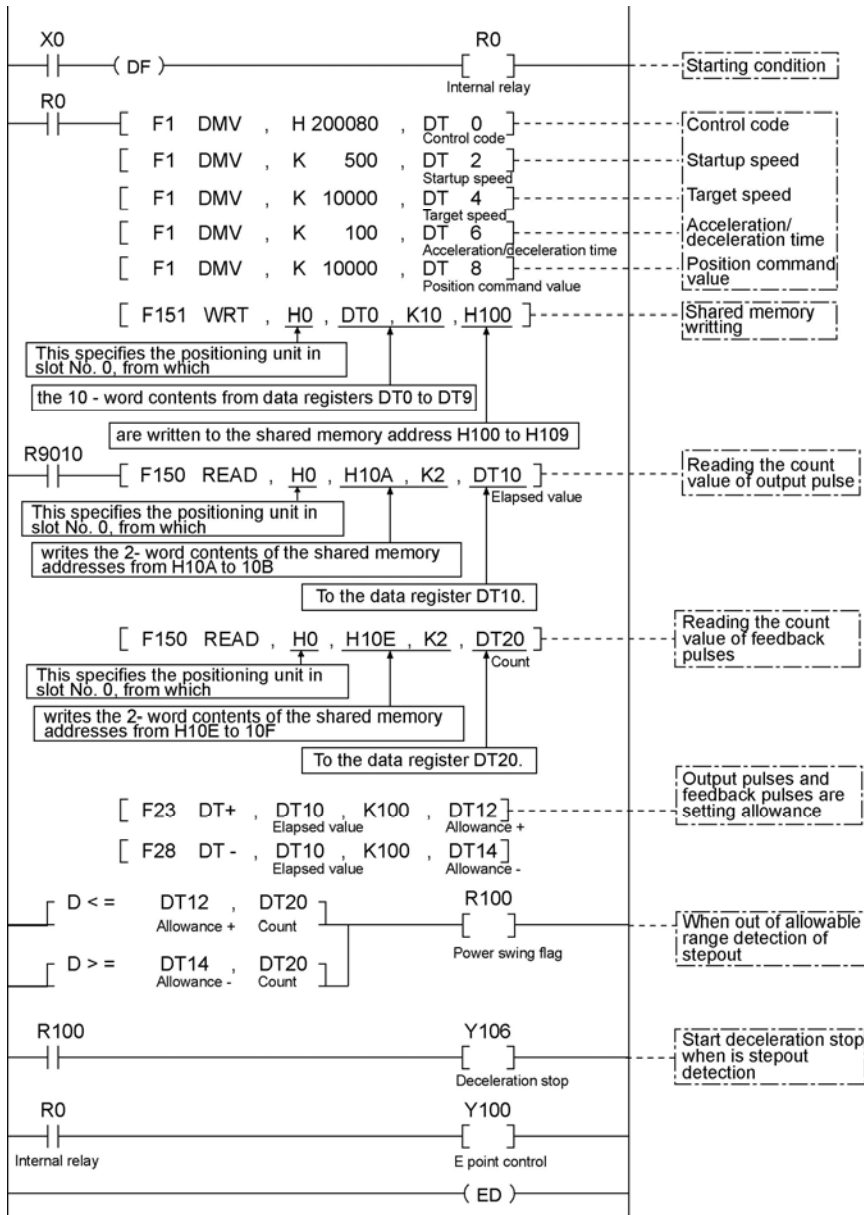 X0 R0
( DF ) [ ] Starting condition
Internal relay
R0
[ F1 DMV , H 200080 , DT 0 ] Control code
Control code
[ F1 DMV , K 500 , DT 2 ] Startup speed
Startup speed
[ F1 DMV , K 10000 , DT 4 ] Target speed
Target speed
[ F1 DMV , K 100 , DT 6 ] Acceleration/
deceleration time
Acceleration/deceleration time
[ F1 DMV , K 10000 , DT 8 ] Position command
value
Position command value
[ F151 WRT , H0 , DT0 , K10 , H100 ] Shared memory
writting
This specifies the positioning unit in
slot No. 0, from which
the 10 - word contents from data registers DT0 to DT9
are written to the shared memory address H100 to H109
R9010
[ F150 READ , H0 , H10A , K2 , DT10 ] Reading the count
value of output pulse
Elapsed value
This specifies the positioning unit in
slot No. 0, from which
writes the 2- word contents of the shared memory
addresses from H10A to 10B
To the data register DT10.
[ F150 READ , H0 , H10E , K2 , DT20 ] Reading the count
value of feedback
pulses
Count
This specifies the positioning unit in
slot No. 0, from which
writes the 2- word contents of the shared memory
addresses from H10E to 10F
To the data register DT20.
Output pulses and
feedback pulses are
setting allowance
[ F23 DT+ , DT10 , K100 , DT12 ]
Elapsed value Allowance +
[ F28 DT - , DT10 , K100 , DT14 ]
Elapsed value Allowance -
D < = DT12 , DT20 R100
Allowance + Count [ ] When out of allowable
range detection of
stepout
Power swing flag
D > = DT14 , DT20
Allowance - Count
R100 Y106
[ ] Start deceleration stop
when is stepout
detection
Deceleration stop
R0 Y100
[ ]
Internal relay E point control
( ED )